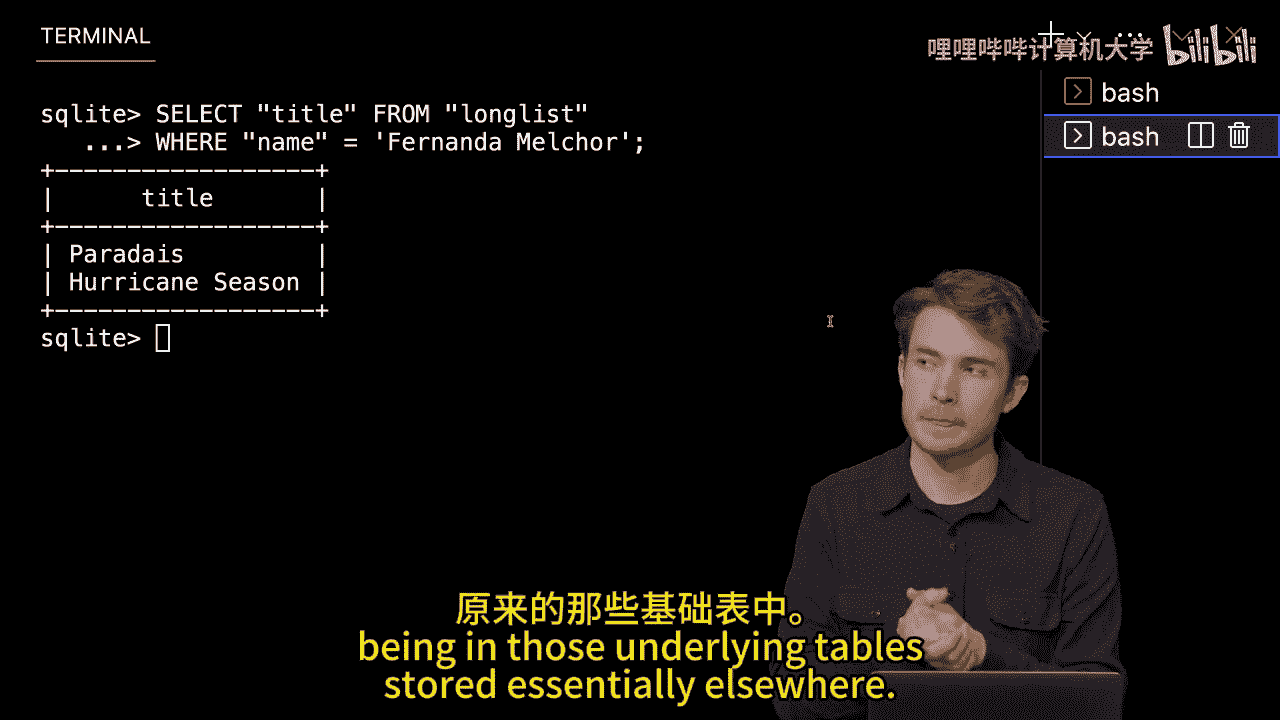 TERMINAL
哩哩哔哔计算机大学 bilibili
bash
bash
sqlite> SELECT "title" FROM "longlist"
...> WHERE "name" = 'Fernanda Melchor';
+------------------+
| title |
+------------------+
| Paradais |
| Hurricane Season |
+------------------+
sqlite>
原来的那些基础表中。
being in those underlying tables
stored essentially elsewhere.